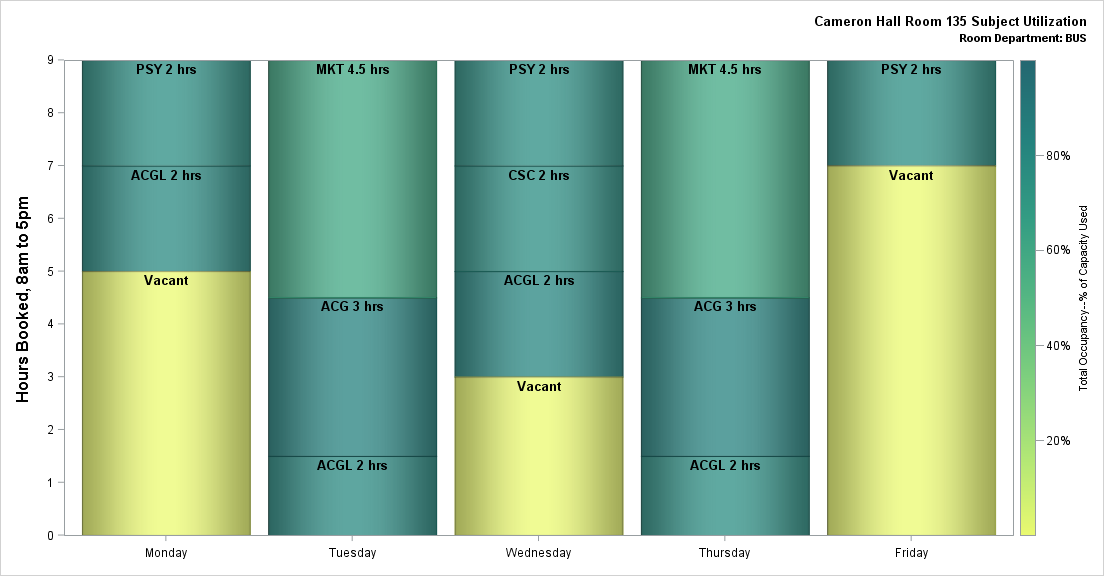 Cameron Hall Room 135 Subject Utilization
Room Department: BUS
Hours Booked, 8am to 5pm
9
8
7
6
5
4
3
2
1
0
PSY 2 hrs
ACGL 2 hrs
Vacant
MKT 4.5 hrs
ACG 3 hrs
ACGL 2 hrs
PSY 2 hrs
CSC 2 hrs
ACGL 2 hrs
Vacant
MKT 4.5 hrs
ACG 3 hrs
ACGL 2 hrs
PSY 2 hrs
Vacant
Monday
Tuesday
Wednesday
Thursday
Friday
80%
60%
40%
20%
Total Occupancy--% of Capacity Used